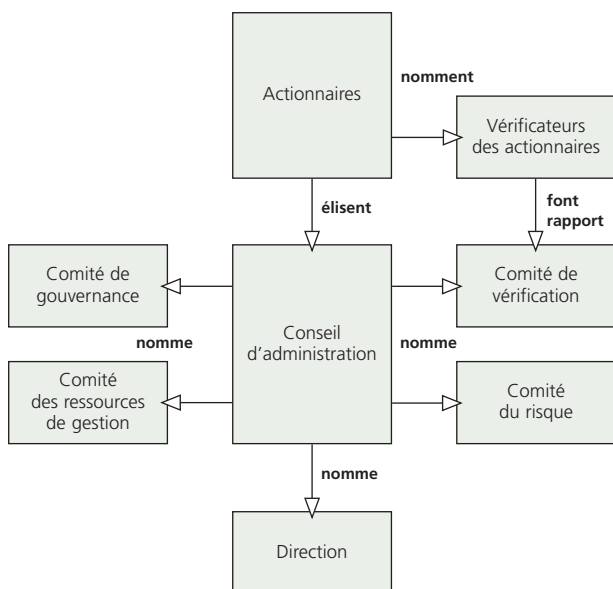 Actionnaires
nomment
Vérificateurs
des actionnaires
élisent
font
rapport
Comité de
gouvernance
Conseil
d'administration
Comité de
vérification
nomme
nomme
Comité
des ressources
de gestion
Comité
du risque
nomme
Direction